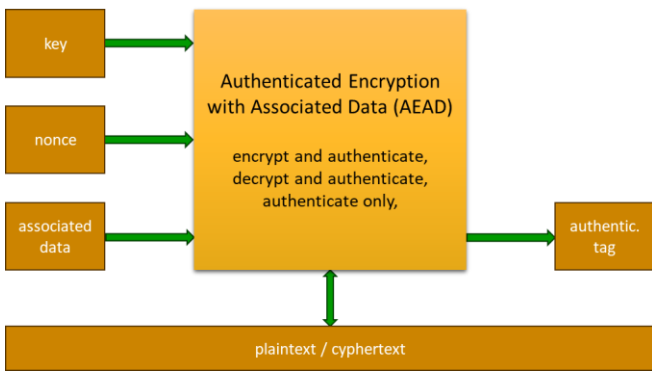 key
Authenticated Encryption
with Associated Data (AEAD)
nonce
encrypt and authenticate,
decrypt and authenticate,
authenticate only,
associated
data
authentic.
tag
plaintext / cyphertext